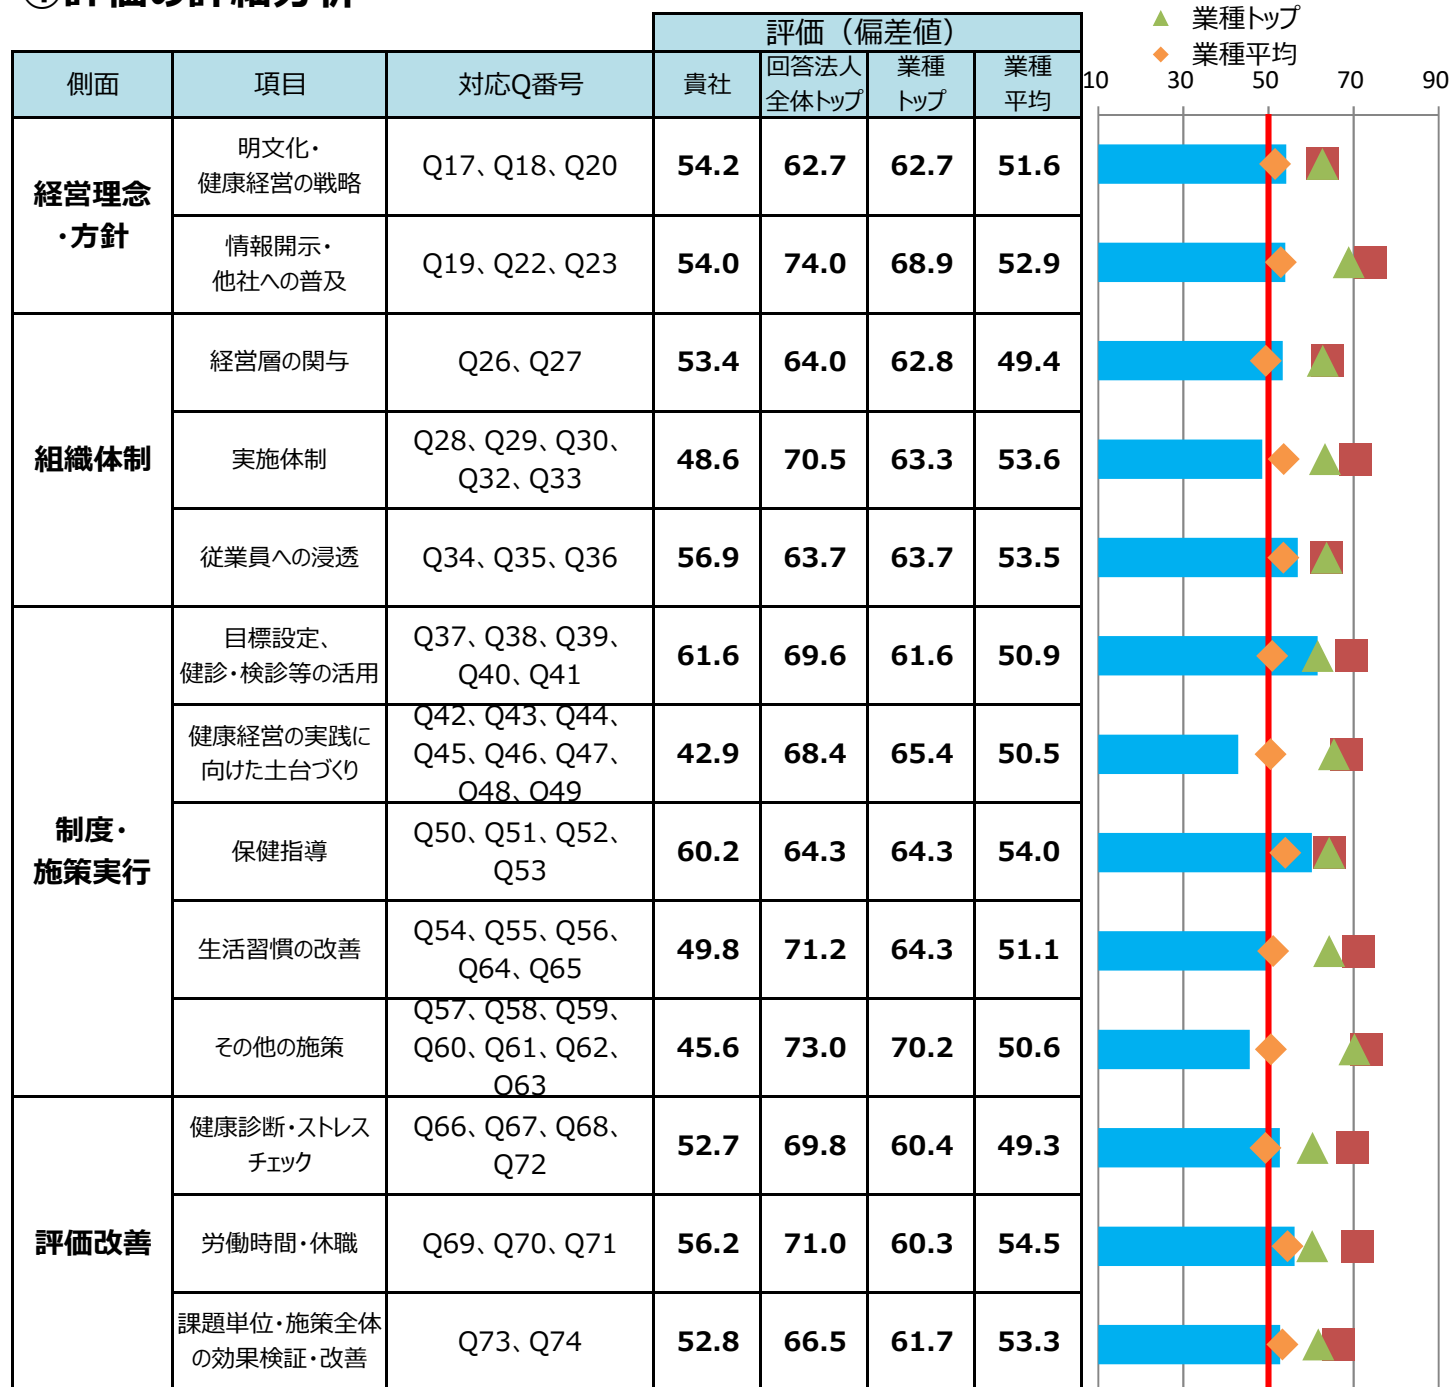 ①評価の詳細分析
▲ 業種トップ
◆ 業種平均
評価（偏差値）
側面 項目 対応Q番号 貴社 回答法人全体トップ 業種トップ 業種平均
10 30 50 70 90
経営理念・方針
明文化・健康経営の戦略 Q17、Q18、Q20 54.2 62.7 62.7 51.6
情報開示・他社への普及 Q19、Q22、Q23 54.0 74.0 68.9 52.9
組織体制
経営層の関与 Q26、Q27 53.4 64.0 62.8 49.4
実施体制 Q28、Q29、Q30、Q32、Q33 48.6 70.5 63.3 53.6
従業員への浸透 Q34、Q35、Q36 56.9 63.7 63.7 53.5
制度・施策実行
目標設定、健診・検診等の活用 Q37、Q38、Q39、Q40、Q41 61.6 69.6 61.6 50.9
健康経営の実践に向けた土台づくり Q42、Q43、Q44、Q45、Q46、Q47、Q48、Q49 42.9 68.4 65.4 50.5
保健指導 Q50、Q51、Q52、Q53 60.2 64.3 64.3 54.0
生活習慣の改善 Q54、Q55、Q56、Q64、Q65 49.8 71.2 64.3 51.1
その他の施策 Q57、Q58、Q59、Q60、Q61、Q62、Q63 45.6 73.0 70.2 50.6
評価改善
健康診断・ストレスチェック Q66、Q67、Q68、Q72 52.7 69.8 60.4 49.3
労働時間・休職 Q69、Q70、Q71 56.2 71.0 60.3 54.5
課題単位・施策全体の効果検証・改善 Q73、Q74 52.8 66.5 61.7 53.3